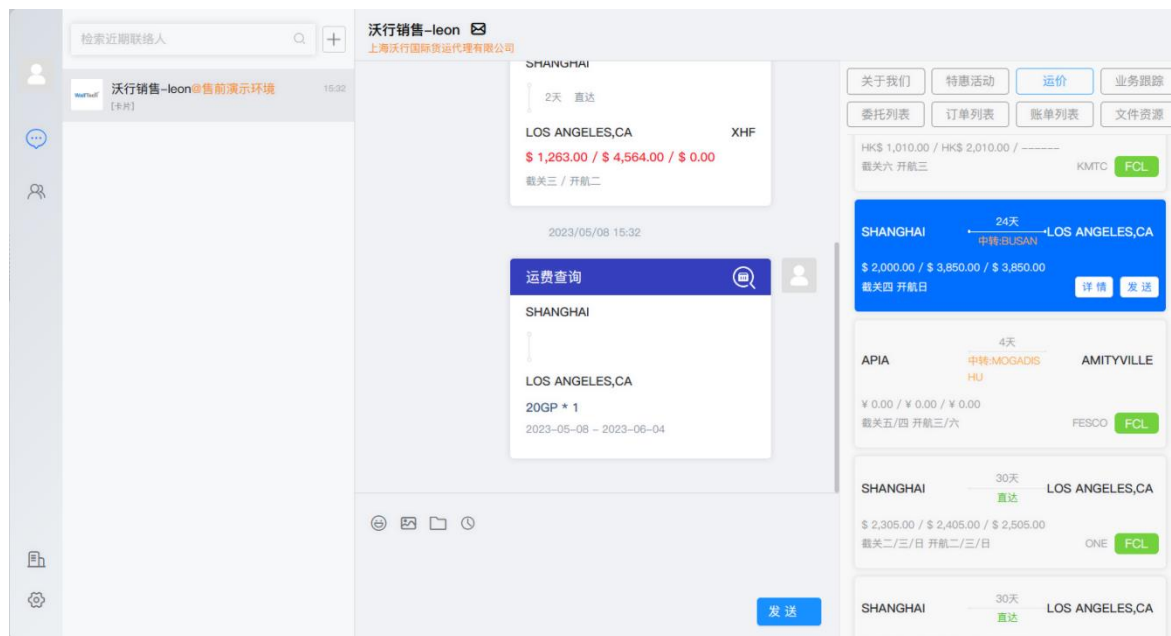 检索近期联络人
沃行销售-leon@售前演示环境
15:32
[卡片]
沃行销售-leon
上海沃行国际货运代理有限公司
SHANGHAI
2天 直达
LOS ANGELES,CA XHF
$ 1,263.00 / $ 4,564.00 / $ 0.00
截关三 / 开航二
2023/05/08 15:32
运费查询
SHANGHAI
LOS ANGELES,CA
20GP * 1
2023-05-08 - 2023-06-04
发 送
关于我们 特惠活动 运价 业务跟踪
委托列表 订单列表 账单列表 文件资源
HK$ 1,010.00 / HK$ 2,010.00 / ------
截关六 开航三 KMTC FCL
24天
SHANGHAI LOS ANGELES,CA
中转:BUSAN
$ 2,000.00 / $ 3,850.00 / $ 3,850.00
截关四 开航日 详 情 发 送
4天
APIA 中转:MOGADIS AMITYVILLE
HU
¥ 0.00 / ¥ 0.00 / ¥ 0.00
截关五/四 开航三/六 FESCO FCL
30天
SHANGHAI LOS ANGELES,CA
直达
$ 2,305.00 / $ 2,405.00 / $ 2,505.00
截关二/三/日 开航二/三/日 ONE FCL
30天
SHANGHAI LOS ANGELES,CA
直达